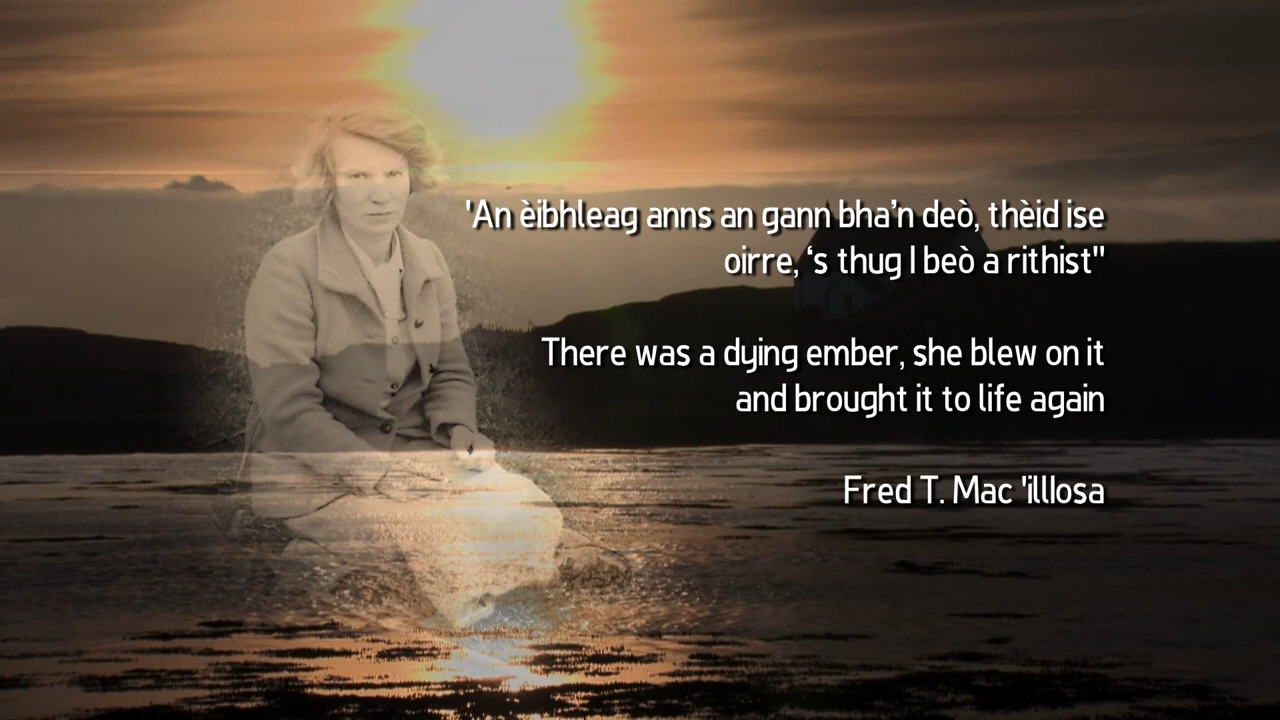 'An èibhleag anns an gann bha’n deò, thèid ise
oirre, ‘s thug I beò a rithist"
There was a dying ember, she blew on it
and brought it to life again
Fred T. Mac 'illIosa